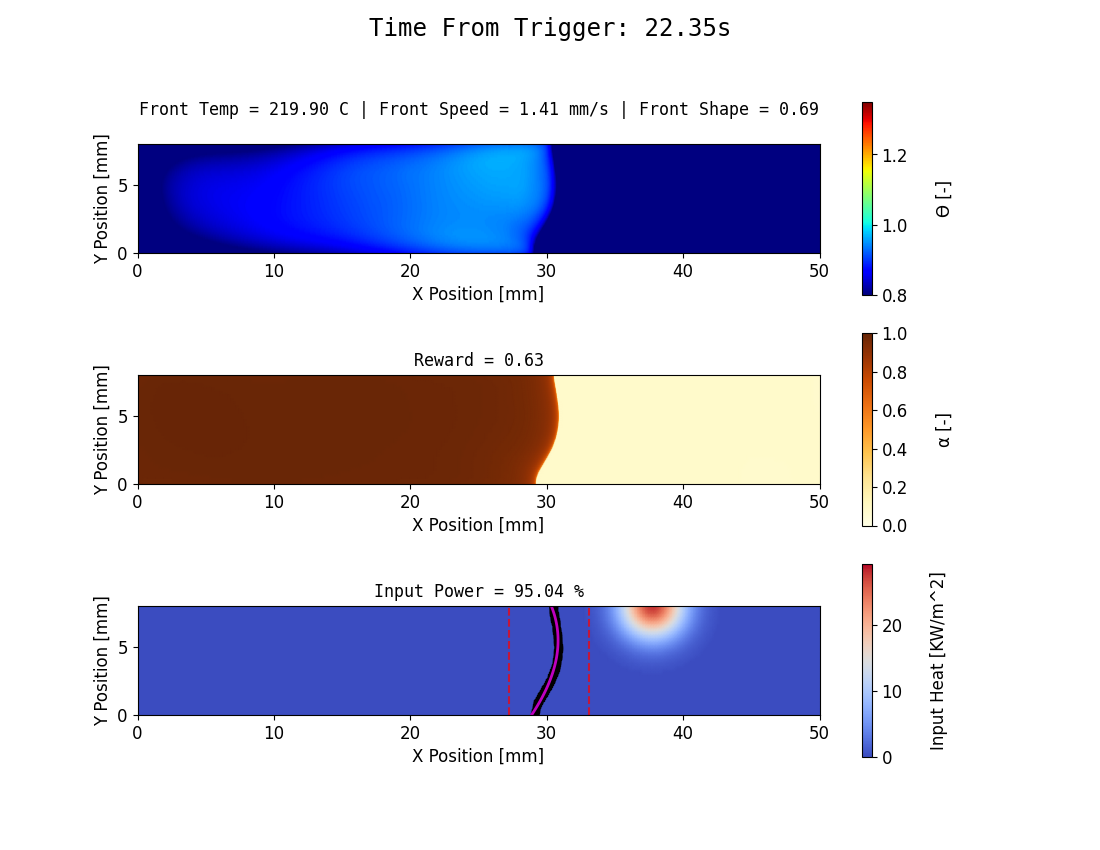 Time From Trigger: 22.35s
Front Temp = 219.90 C | Front Speed = 1.41 mm/s | Front Shape = 0.69
Y Position [mm]
5
0
0 10 20 30 40 50
X Position [mm]
1.2
1.0
0.8
Θ [-]
Reward = 0.63
Y Position [mm]
5
0
0 10 20 30 40 50
X Position [mm]
1.0
0.8
0.6
0.4
0.2
0.0
α [-]
Input Power = 95.04 %
Y Position [mm]
5
0
0 10 20 30 40 50
X Position [mm]
20
10
0
Input Heat [KW/m^2]